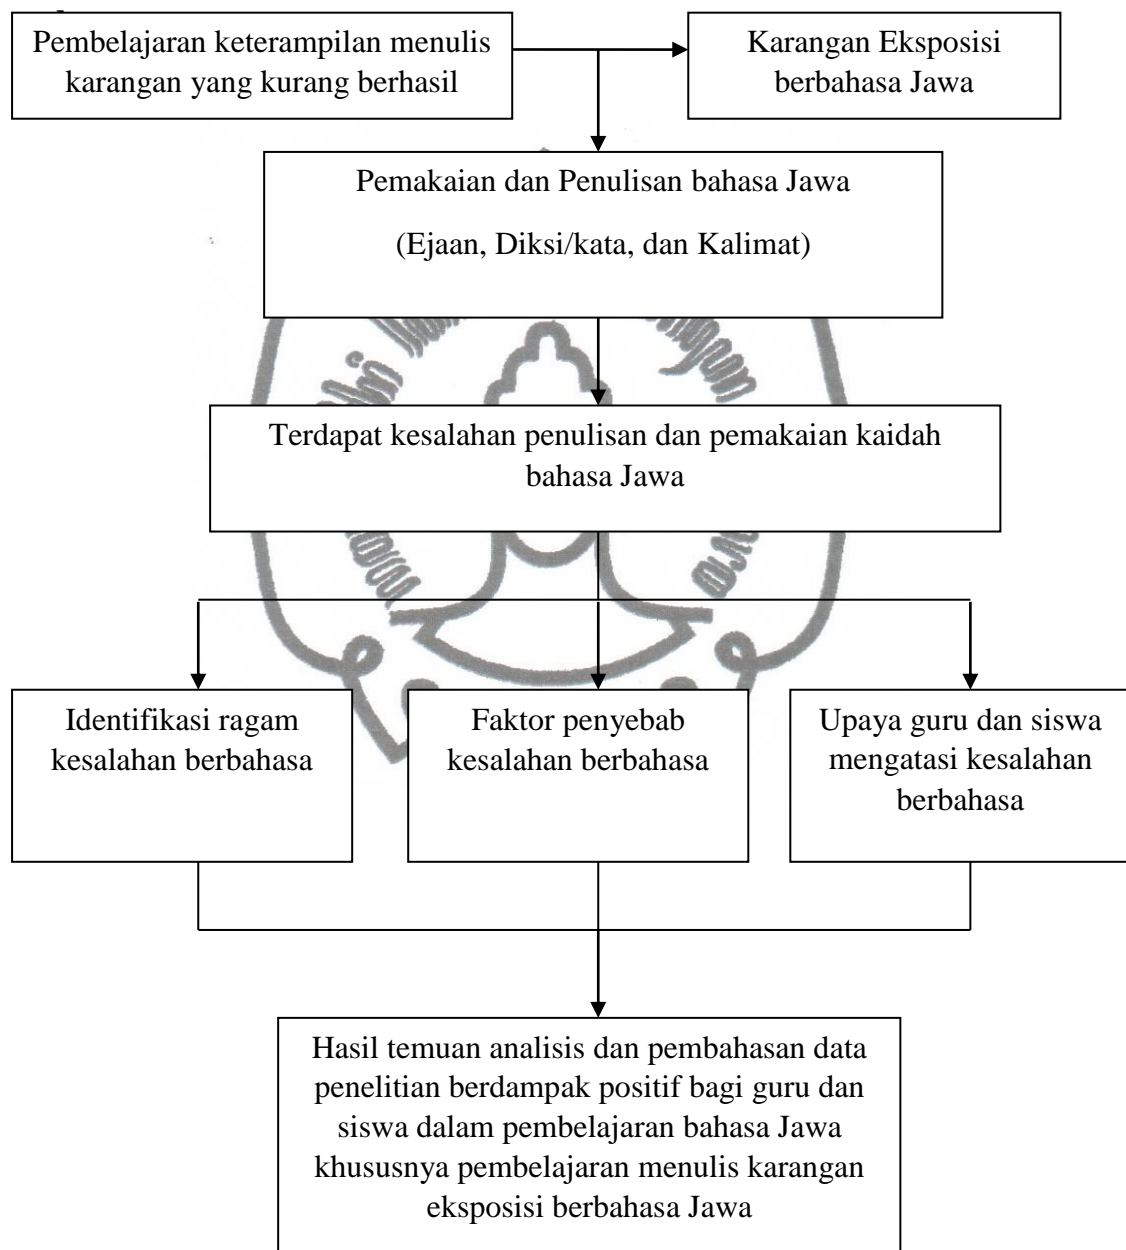 Pembelajaran keterampilan menulis
karangan yang kurang berhasil
Karangan Eksposisi
berbahasa Jawa
Pemakaian dan Penulisan bahasa Jawa
(Ejaan, Diksi/kata, dan Kalimat)
Terdapat kesalahan penulisan dan pemakaian kaidah
bahasa Jawa
Identifikasi ragam
kesalahan berbahasa
Faktor penyebab
kesalahan berbahasa
Upaya guru dan siswa
mengatasi kesalahan
berbahasa
Hasil temuan analisis dan pembahasan data
penelitian berdampak positif bagi guru dan
siswa dalam pembelajaran bahasa Jawa
khususnya pembelajaran menulis karangan
eksposisi berbahasa Jawa